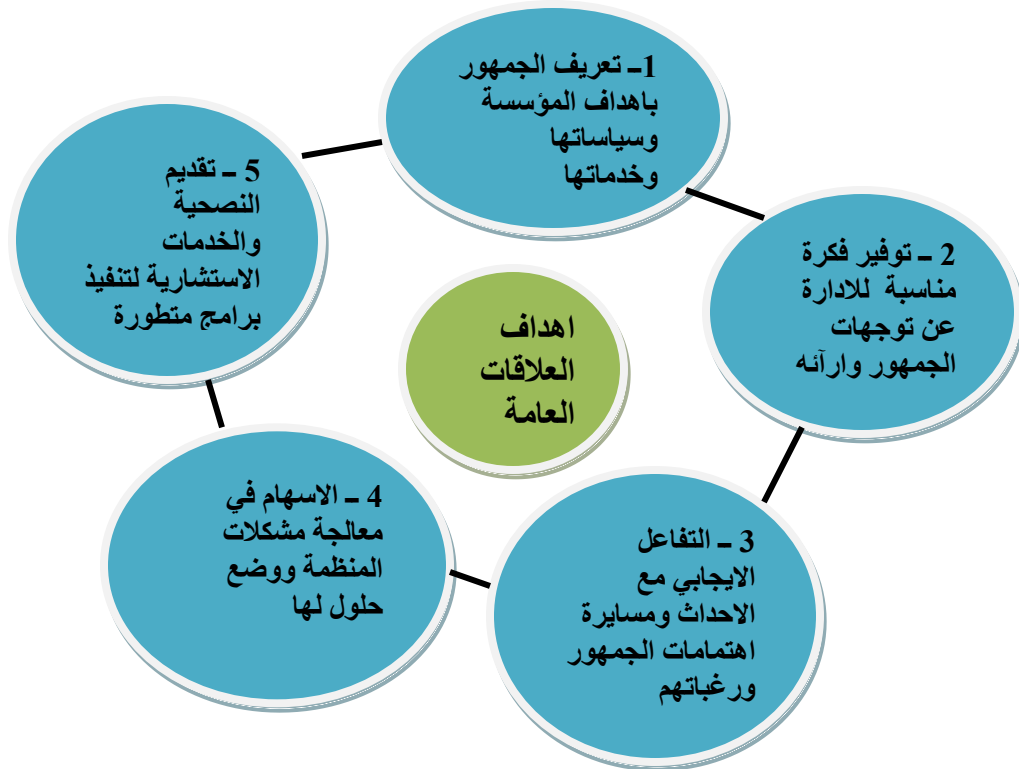 1ـ تعريف الجمهور
باهداف المؤسسة
وسياساتها
وخدماتها
2 ـ توفير فكرة
مناسبة للادارة
عن توجهات
الجمهور وارآئه
3 ـ التفاعل
الايجابي مع
الاحداث ومسايرة
اهتمامات الجمهور
ورغباتهم
4 ـ الاسهام في
معالجة مشكلات
المنظمة ووضع
حلول لها
5 ـ تقديم
النصحية
والخدمات
الاستشارية لتنفيذ
برامج متطورة
اهداف
العلاقات
العامة